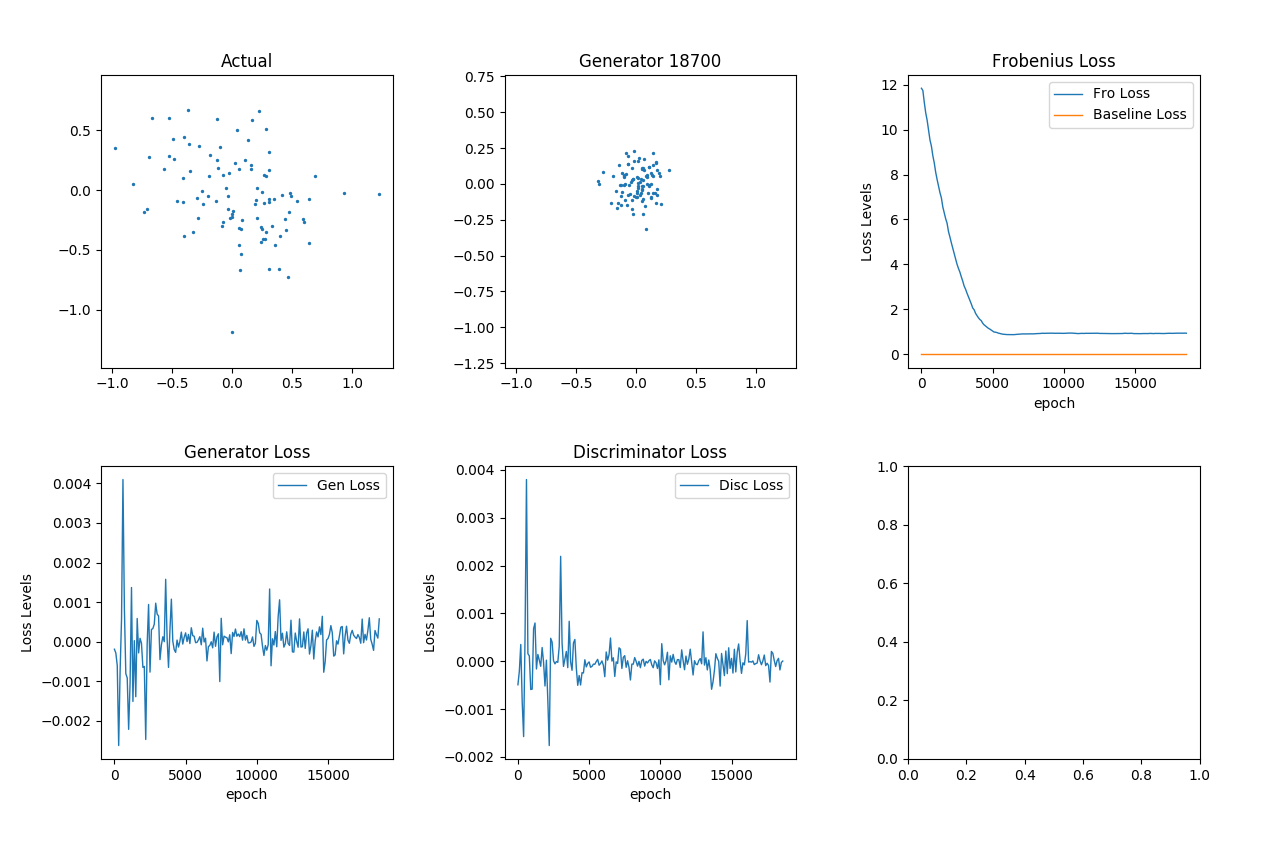 Actual
0.5
0.0
−0.5
−1.0
−1.0 −0.5 0.0 0.5 1.0
Generator 18700
0.75
0.50
0.25
0.00
−0.25
−0.50
−0.75
−1.00
−1.25
−1.0 −0.5 0.0 0.5 1.0
Frobenius Loss
Fro Loss
Baseline Loss
Loss Levels
12
10
8
6
4
2
0
0 5000 10000 15000
epoch
Generator Loss
Gen Loss
Loss Levels
0.004
0.003
0.002
0.001
0.000
−0.001
−0.002
0 5000 10000 15000
epoch
Discriminator Loss
Disc Loss
Loss Levels
0.004
0.003
0.002
0.001
0.000
−0.001
−0.002
0 5000 10000 15000
epoch
1.0
0.8
0.6
0.4
0.2
0.0
0.0 0.2 0.4 0.6 0.8 1.0